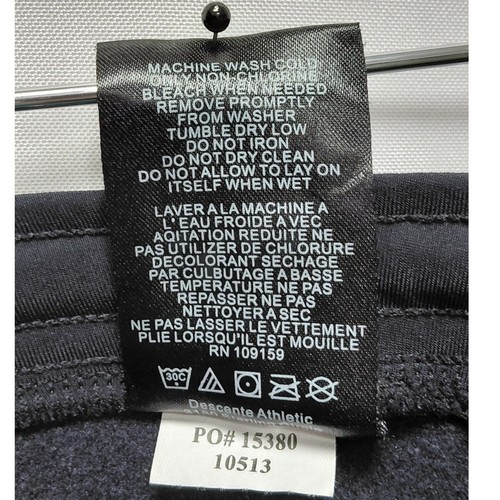 MACHINE WASH COLD
ONLY NON-CHLORINE
BLEACH WHEN NEEDED
REMOVE PROMPTLY
FROM WASHER
TUMBLE DRY LOW
DO NOT IRON
DO NOT DRY CLEAN
DO NOT ALLOW TO LAY ON
ITSELF WHEN WET
LAVER A LA MACHINE A
L' EAU FROIDE A VEC
AQITATION REDUITE NE
PAS UTILIZER DE CHLORURE
DECOLORANT SECHAGE
PAR CULBUTAGE A BASSE
TEMPERATURE NE PAS
REPASSER NE PAS
NETTOYER A SEC
NE PAS LASSER LE VETTEMENT
PLIE LORSQU'IL EST MOUILLE
RN 109159
30C
Descente Athletic
PO# 15380
10513